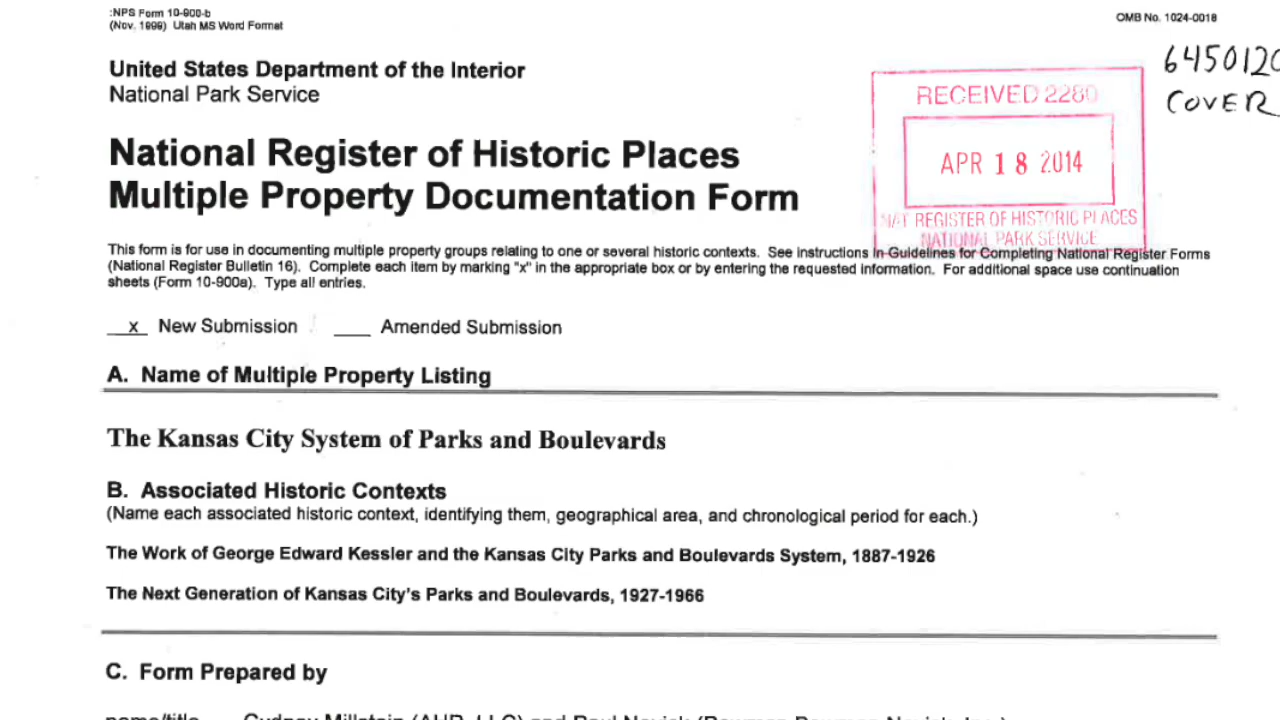 :NPS Form 10-900-b
OMB No. 1024-0018
(Nov. 1999) Utah MS Word Format
United States Department of the Interior
National Park Service
645012
COVER
RECEIVED 2280
APR 18 2014
NAT REGISTER OF HISTORIC PLACES
NATIONAL PARK SERVICE
National Register of Historic Places
Multiple Property Documentation Form
This form is for use in documenting multiple property groups relating to one or several historic contexts. See instructions in Guidelines for Completing National Register Forms
(National Register Bulletin 16). Complete each item by marking "x" in the appropriate box or by entering the requested information. For additional space use continuation
sheets (Form 10-900a). Type all entries.
x New Submission ____ Amended Submission
A. Name of Multiple Property Listing
The Kansas City System of Parks and Boulevards
B. Associated Historic Contexts
(Name each associated historic context, identifying them, geographical area, and chronological period for each.)
The Work of George Edward Kessler and the Kansas City Parks and Boulevards System, 1887-1926
The Next Generation of Kansas City's Parks and Boulevards, 1927-1966
C. Form Prepared by
name/title